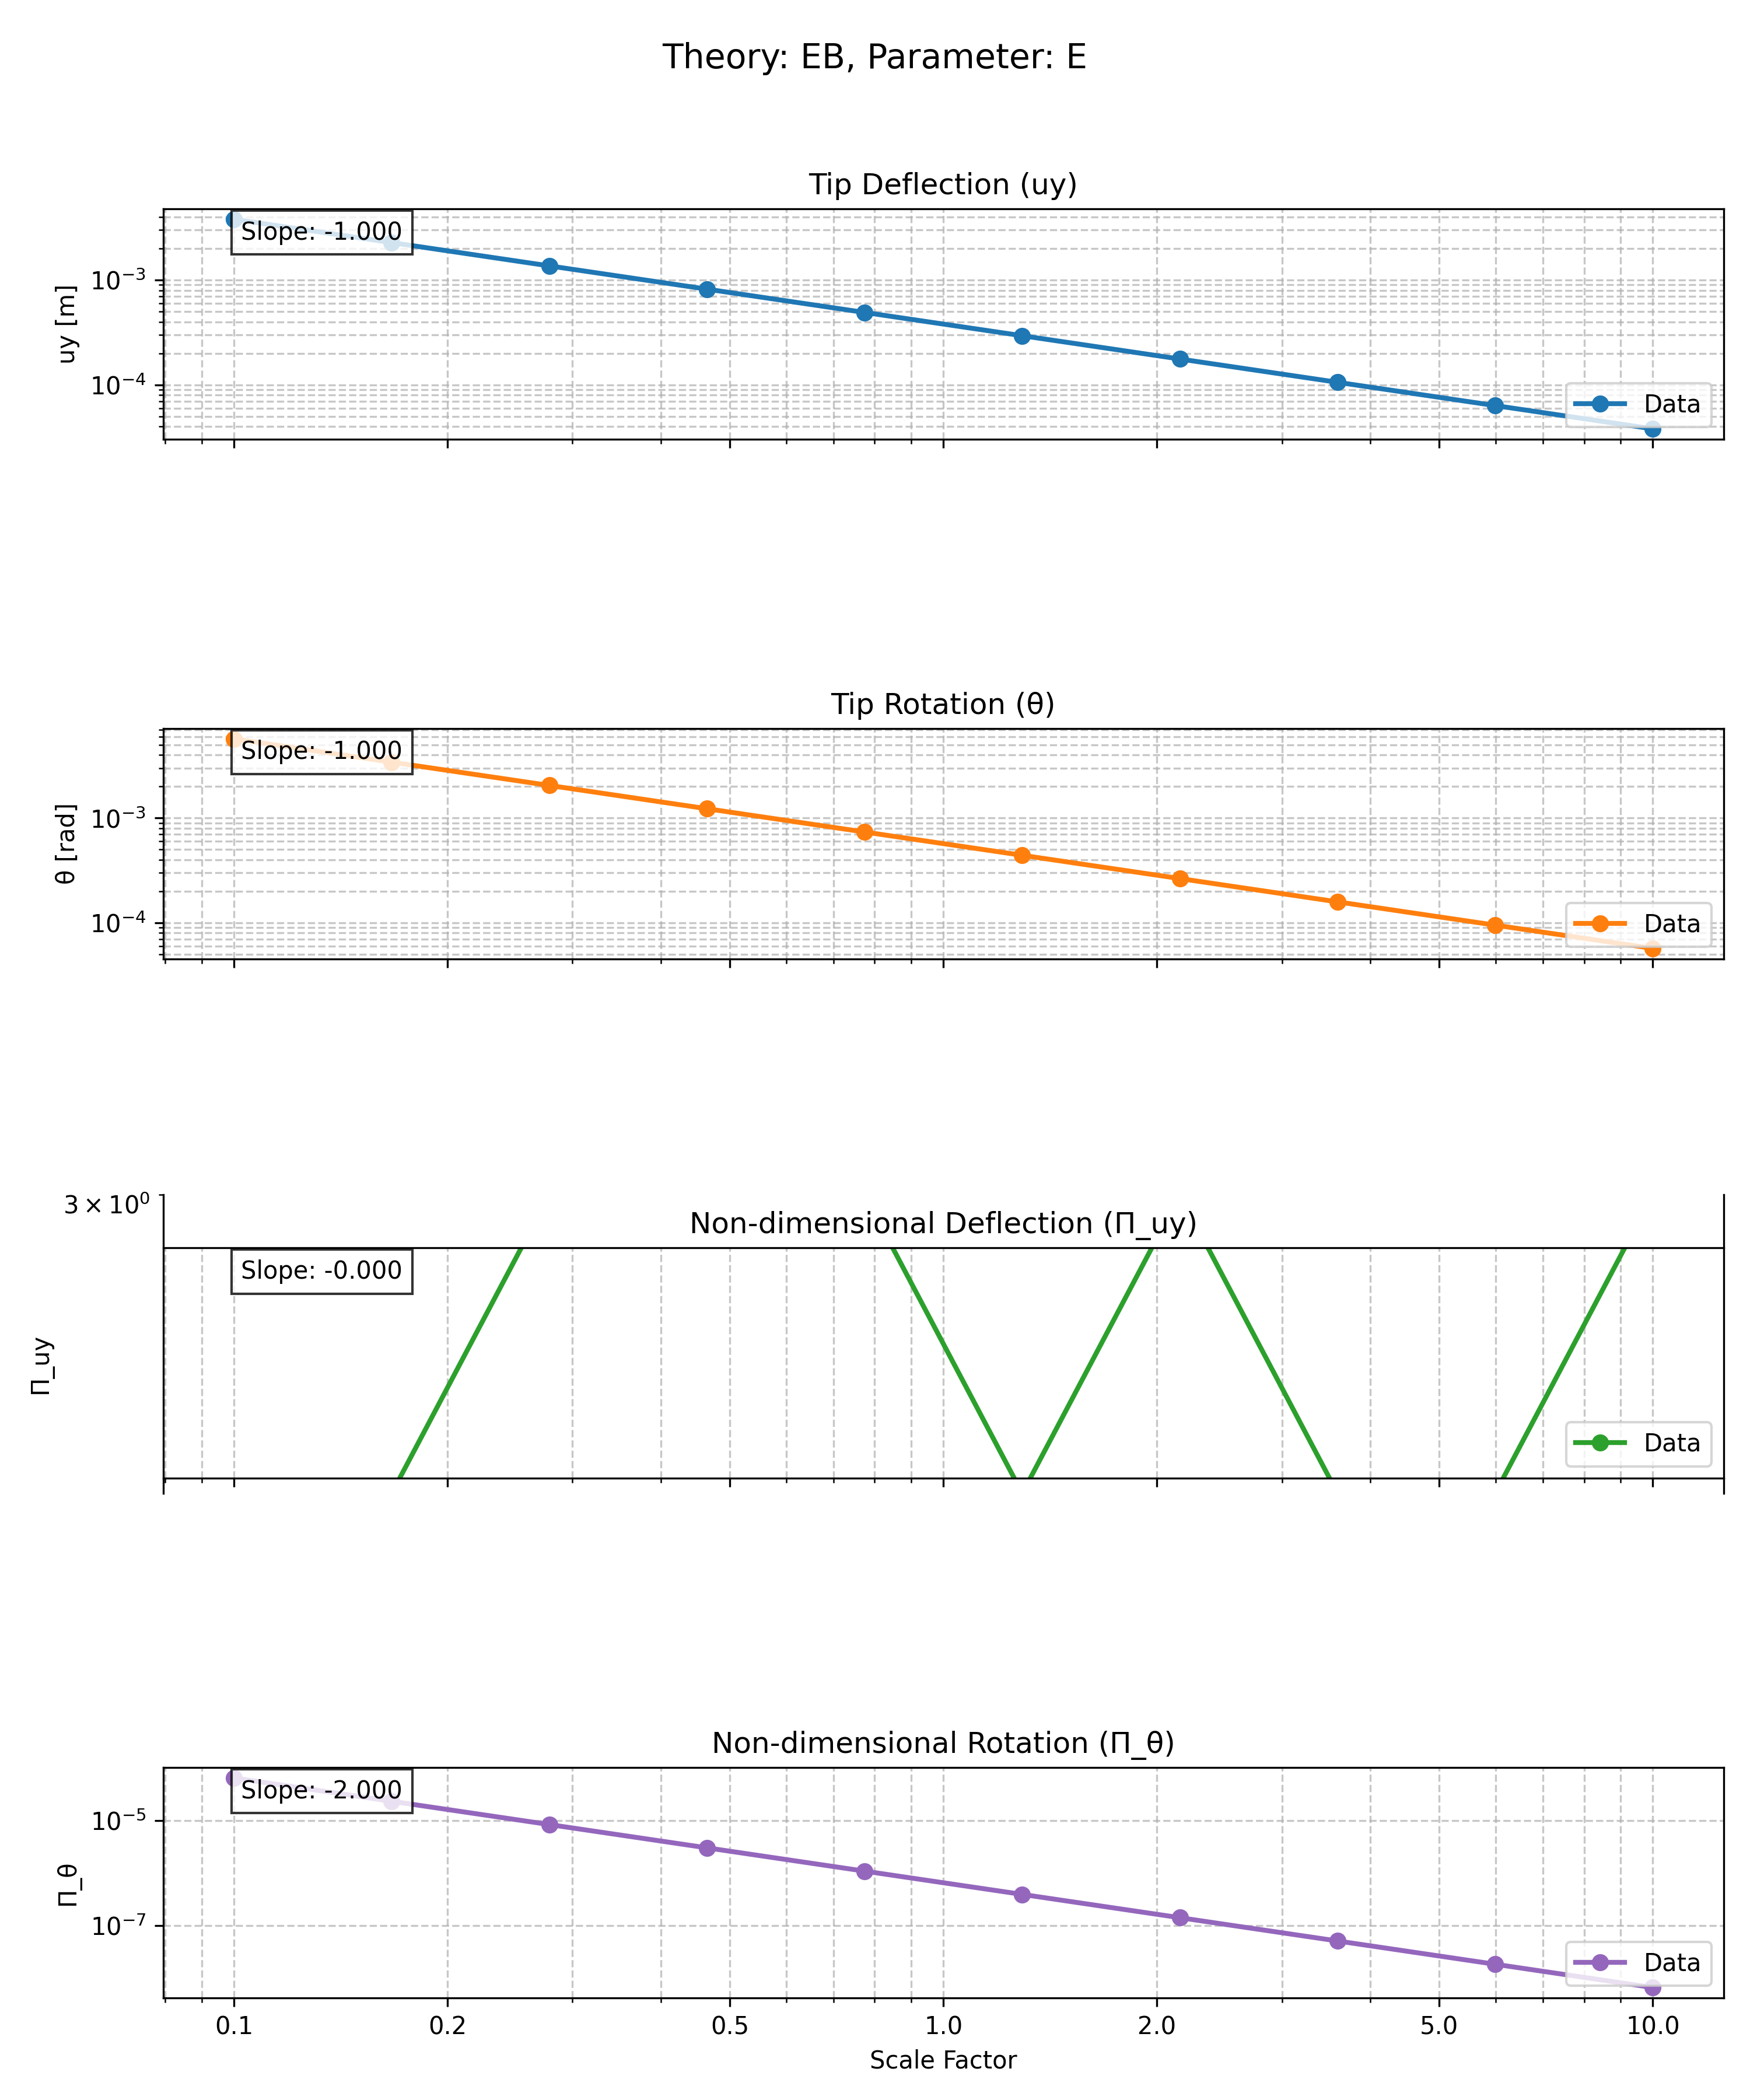 Theory: EB, Parameter: E
Tip Deflection (uy)
Slope: -1.000
uy [m]
10⁻³
10⁻⁴
Data
Tip Rotation (θ)
Slope: -1.000
θ [rad]
10⁻³
10⁻⁴
Data
3 × 10⁰
Non-dimensional Deflection (Π_uy)
Slope: -0.000
Π_uy
Data
Non-dimensional Rotation (Π_θ)
Slope: -2.000
Π_θ
10⁻⁵
10⁻⁷
Data
0.1 0.2 0.5 1.0 2.0 5.0 10.0
Scale Factor